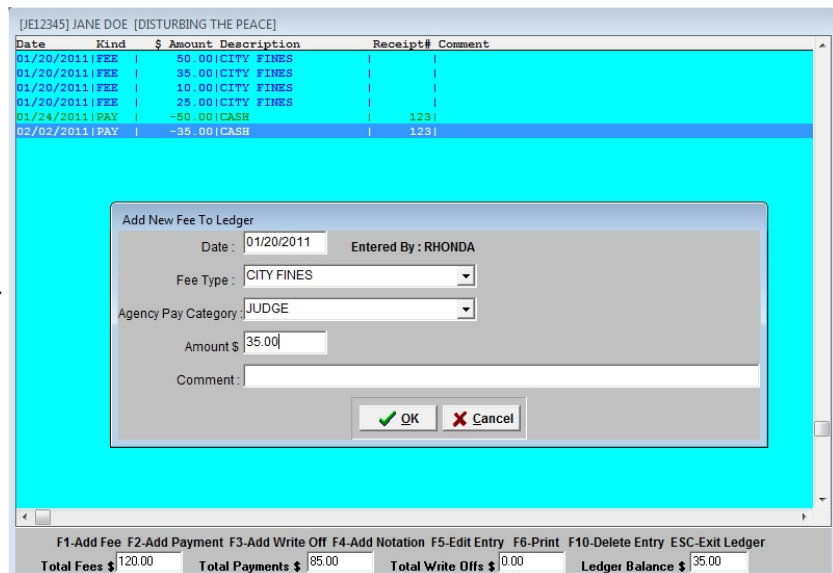 [JE12345] JANE DOE [DISTURBING THE PEACE]
Date Kind $ Amount Description Receipt# Comment
01/20/2011|FEE | 50.00|CITY FINES | |
01/20/2011|FEE | 35.00|CITY FINES | |
01/20/2011|FEE | 10.00|CITY FINES | |
01/20/2011|FEE | 25.00|CITY FINES | |
01/24/2011|PAY | -50.00|CASH | 123|
02/02/2011|PAY | -35.00|CASH | 123|
Add New Fee To Ledger
Date : 01/20/2011 Entered By : RHONDA
Fee Type : CITY FINES
Agency Pay Category : JUDGE
Amount $ 35.00
Comment :
OK Cancel
F1-Add Fee F2-Add Payment F3-Add Write Off F4-Add Notation F5-Edit Entry F6-Print F10-Delete Entry ESC-Exit Ledger
Total Fees $ 120.00 Total Payments $ 85.00 Total Write Offs $ 0.00 Ledger Balance $ 35.00